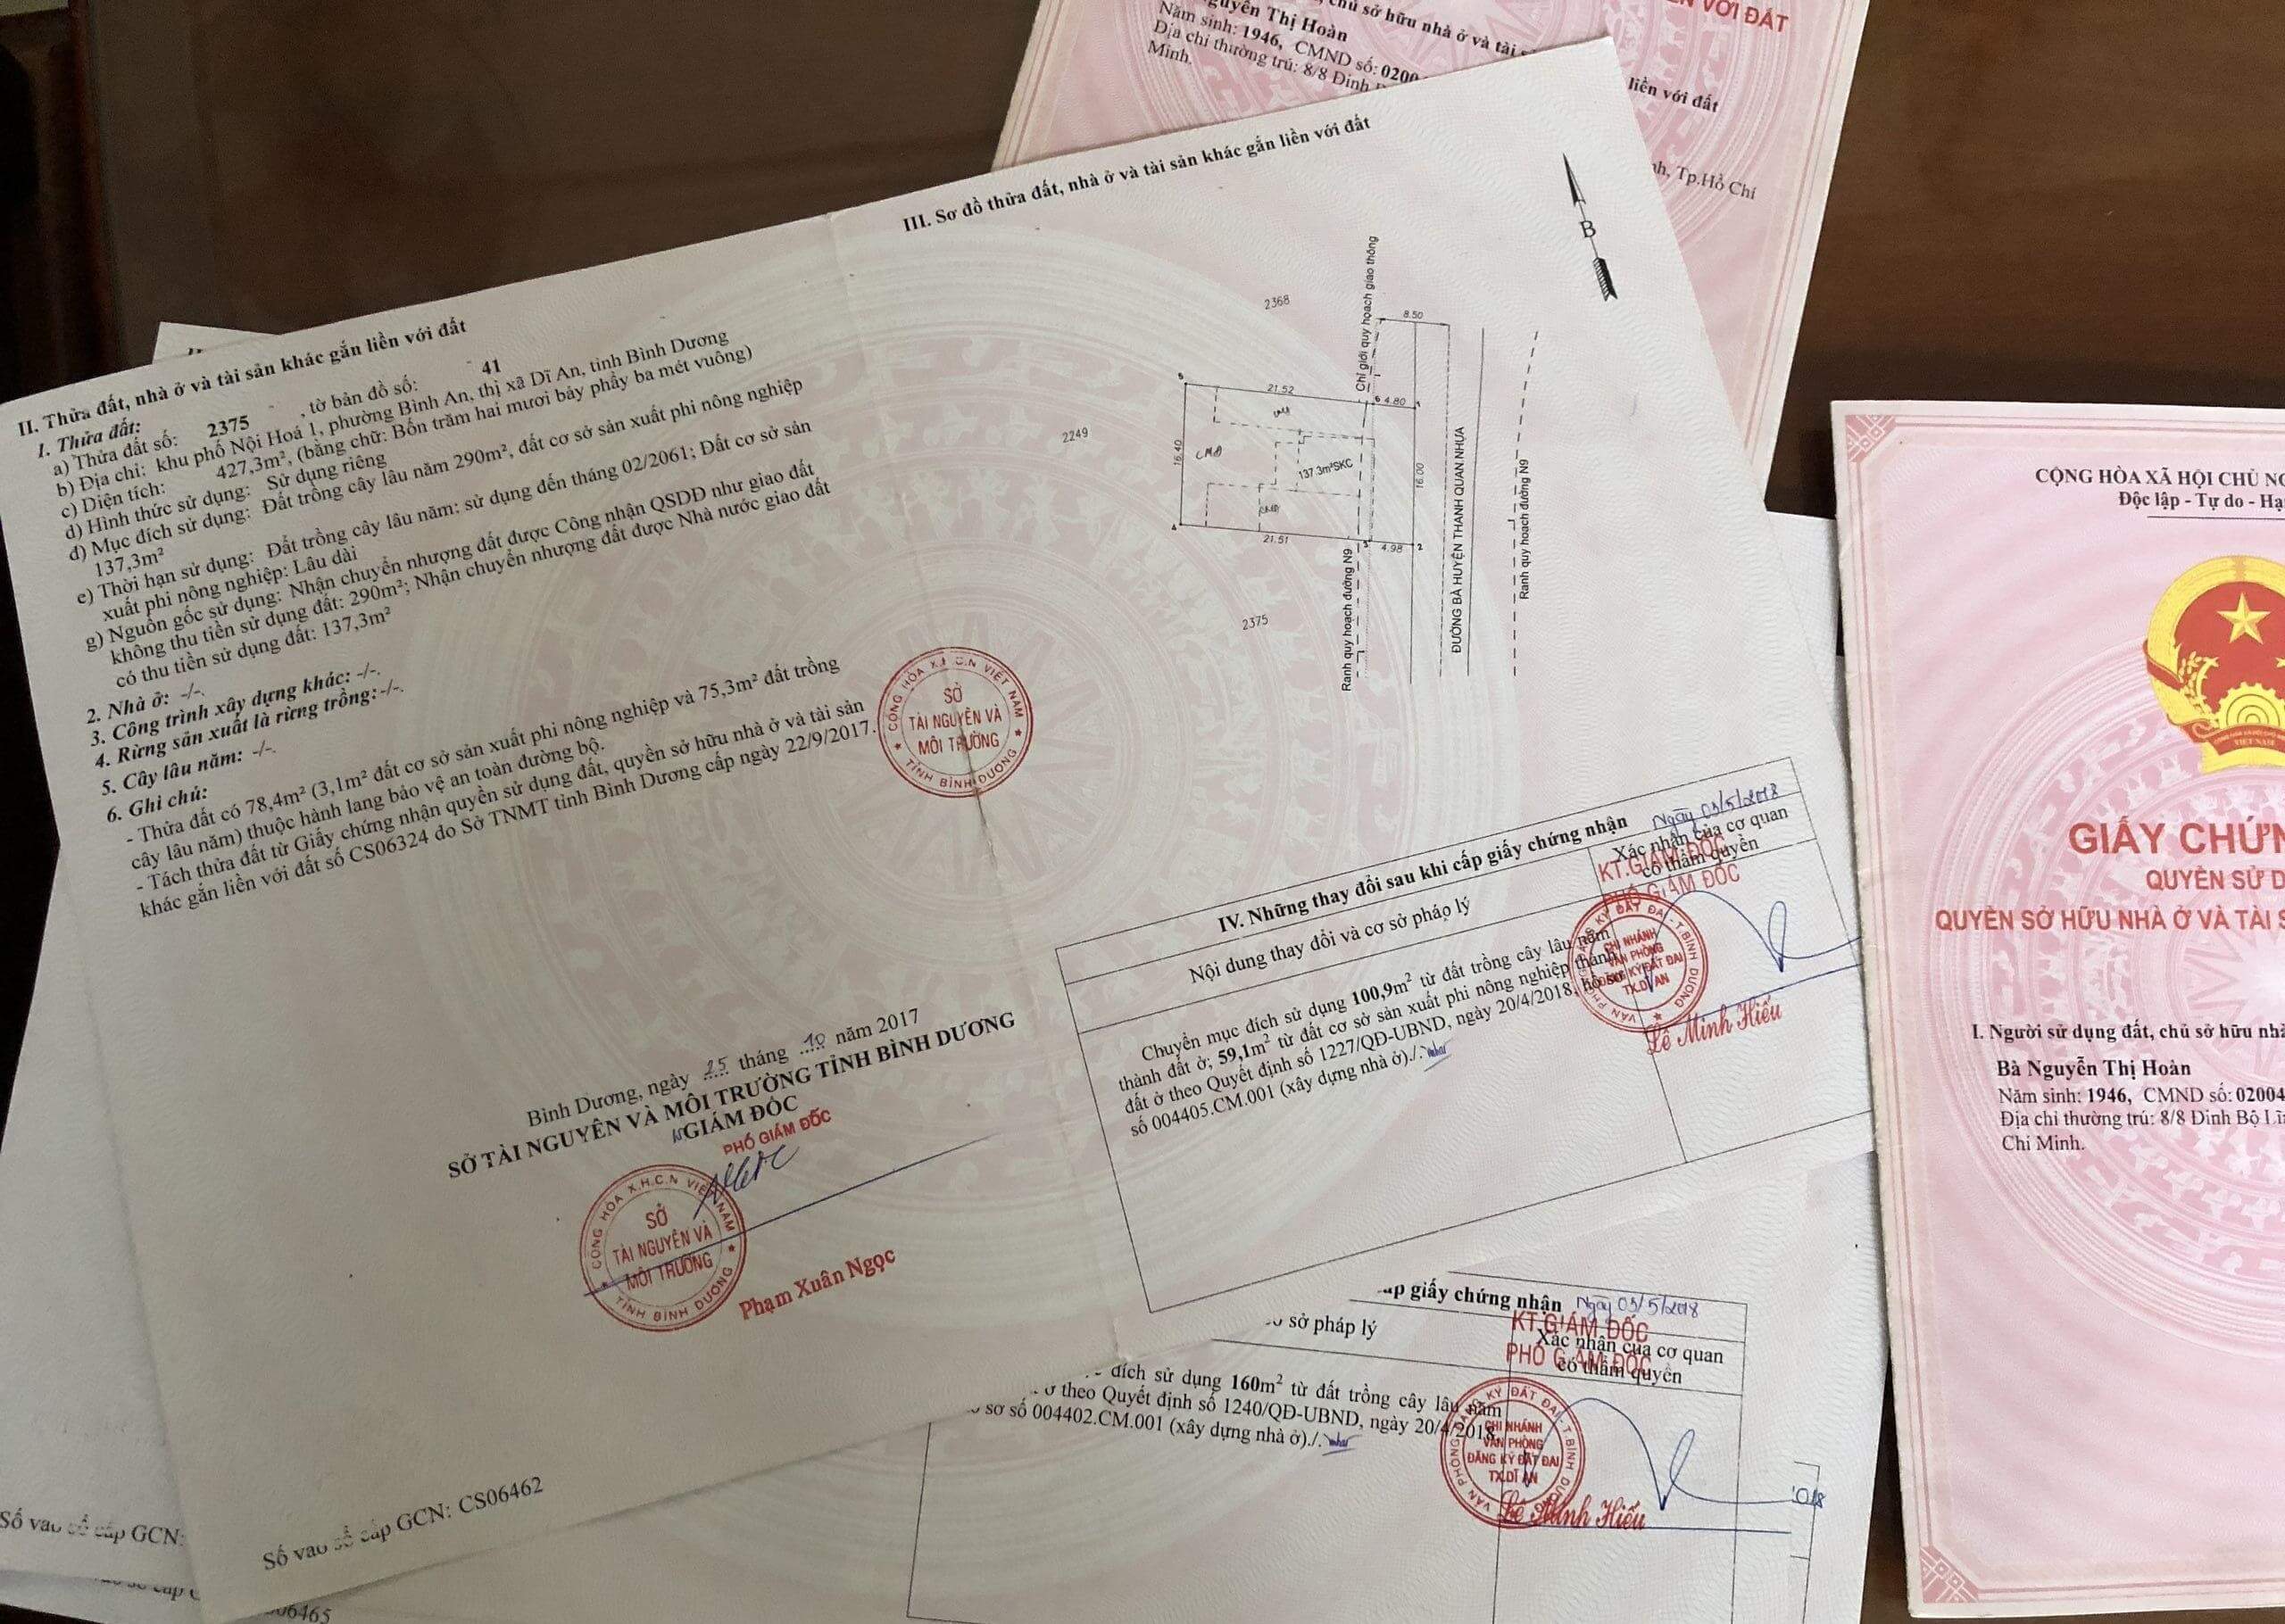 guyễn Thị Hoàn
Năm sinh: 1946, CMND số: 0200
Địa chỉ thường trú: 8/8 Đinh
Minh.
chủ sở hữu nhà ở và tài
VỚI ĐẤT
liền với đất
nh, Tp.Hồ Chí
II. Thửa đất, nhà ở và tài sản khác gắn liền với đất
1. Thửa đất:
a) Thửa đất số: 2375 , tờ bản đồ số: 41
b) Địa chỉ: khu phố Nội Hoá 1, phường Bình An, thị xã Dĩ An, tỉnh Bình Dương
c) Diện tích: 427,3m², (bằng chữ: Bốn trăm hai mươi bảy phẩy ba mét vuông)
d) Hình thức sử dụng: Sử dụng riêng
đ) Mục đích sử dụng: Đất trồng cây lâu năm 290m², đất cơ sở sản xuất phi nông nghiệp
137,3m²
e) Thời hạn sử dụng: Đất trồng cây lâu năm: sử dụng đến tháng 02/2061; Đất cơ sở sản
xuất phi nông nghiệp: Lâu dài
g) Nguồn gốc sử dụng: Nhận chuyển nhượng đất được Công nhận QSDĐ như giao đất
không thu tiền sử dụng đất: 290m²; Nhận chuyển nhượng đất được Nhà nước giao đất
có thu tiền sử dụng đất: 137,3m²
2. Nhà ở: -/-.
3. Công trình xây dựng khác: -/-.
4. Rừng sản xuất là rừng trồng:-/-.
5. Cây lâu năm: -/-.
6. Ghi chú:
- Thửa đất có 78,4m² (3,1m² đất cơ sở sản xuất phi nông nghiệp và 75,3m² đất trồng
cây lâu năm) thuộc hành lang bảo vệ an toàn đường bộ.
- Tách thửa đất từ Giấy chứng nhận quyền sử dụng đất, quyền sở hữu nhà ở và tài sản
khác gắn liền với đất số CS06324 do Sở TNMT tỉnh Bình Dương cấp ngày 22/9/2017.
CỘNG HÒA X.H.C.N VIỆT NAM
SỞ
TÀI NGUYÊN VÀ
MÔI TRƯỜNG
TỈNH BÌNH DƯƠNG
Bình Dương, ngày 25 tháng 10 năm 2017
SỞ TÀI NGUYÊN VÀ MÔI TRƯỜNG TỈNH BÌNH DƯƠNG
GIÁM ĐỐC
PHÓ GIÁM ĐỐC
CỘNG HÒA X.H.C.N VIỆT NAM
SỞ
TÀI NGUYÊN VÀ
MÔI TRƯỜNG
TỈNH BÌNH DƯƠNG
Phạm Xuân Ngọc
Số vào sổ cấp GCN: CS06462
Số vào sổ cấp GCN:
06465
III. Sơ đồ thửa đất, nhà ở và tài sản khác gắn liền với đất
B
2368
2249
2375
8.50
21.52
5
6 4.80 1
16.40
137.3m²SKC
16.00
4
21.51
3 4.98 2
Chỉ giới quy hoạch giao thông
Ranh quy hoạch đường N9
ĐƯỜNG BÀ HUYỆN THANH QUAN.NHỰA
Ranh quy hoạch đường N9
IV. Những thay đổi sau khi cấp giấy chứng nhận
Ngày 03/5/2018
Nội dung thay đổi và cơ sở pháp lý
Xác nhận của cơ quan
có thẩm quyền
KT.GIÁM ĐỐC
PHÓ GIÁM ĐỐC
Chuyển mục đích sử dụng 100,9m² từ đất trồng cây lâu năm
thành đất ở; 59,1m² từ đất cơ sở sản xuất phi nông nghiệp thành
đất ở theo Quyết định số 1227/QĐ-UBND, ngày 20/4/2018, hồ sơ
số 004405.CM.001 (xây dựng nhà ở)./.
CHI NHÁNH
VĂN PHÒNG
ĐĂNG KÝ ĐẤT ĐAI
TX.DĨ AN
Lê Minh Hiếu
cấp giấy chứng nhận Ngày 03/5/2018
sở pháp lý
KT.GIÁM ĐỐC
Xác nhận của cơ quan
PHÓ GIÁM ĐỐC
có thẩm quyền
đích sử dụng 160m² từ đất trồng cây lâu năm
ở theo Quyết định số 1240/QĐ-UBND, ngày 20/4/2018,
sơ số 004402.CM.001 (xây dựng nhà ở)./.
VĂN PHÒNG ĐĂNG KÝ ĐẤT ĐAI - T.BÌNH DƯƠNG
CHI NHÁNH
VĂN PHÒNG
ĐĂNG KÝ ĐẤT ĐAI
TX.DĨ AN
Lê Minh Hiếu
018
CỘNG HÒA XÃ HỘI CHỦ NG
Độc lập - Tự do - Hạ
VIỆT NAM
GIẤY CHỨN
QUYỀN SỬ D
QUYỀN SỞ HỮU NHÀ Ở VÀ TÀI S
I. Người sử dụng đất, chủ sở hữu nhà
Bà Nguyễn Thị Hoàn
Năm sinh: 1946, CMND số: 02004
Địa chỉ thường trú: 8/8 Đinh Bộ Lĩ
Chí Minh.